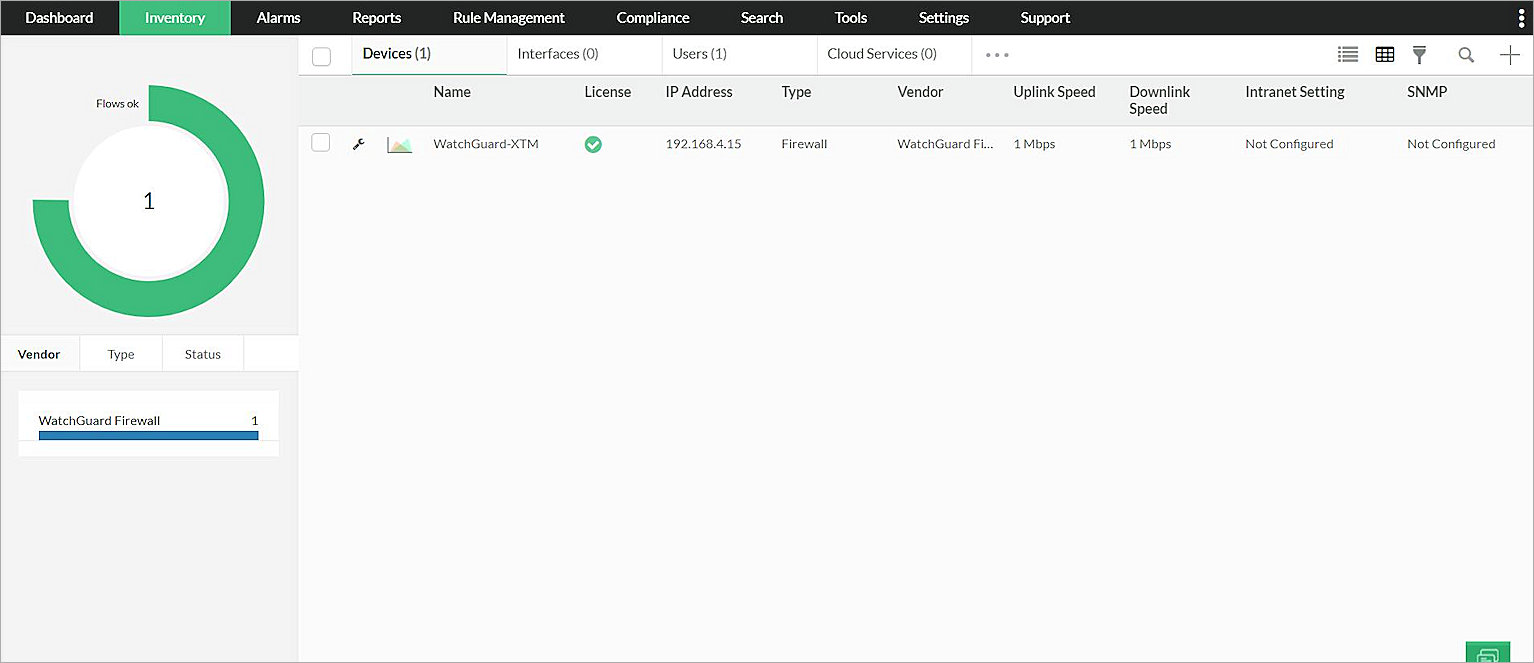 Dashboard Inventory Alarms Reports Rule Management Compliance Search Tools Settings Support
Flows ok
1
Vendor Type Status
WatchGuard Firewall 1
Devices (1) Interfaces (0) Users (1) Cloud Services (0)
Name License IP Address Type Vendor Uplink Speed Downlink Speed Intranet Setting SNMP
WatchGuard-XTM 192.168.4.15 Firewall WatchGuard Fi... 1 Mbps 1 Mbps Not Configured Not Configured